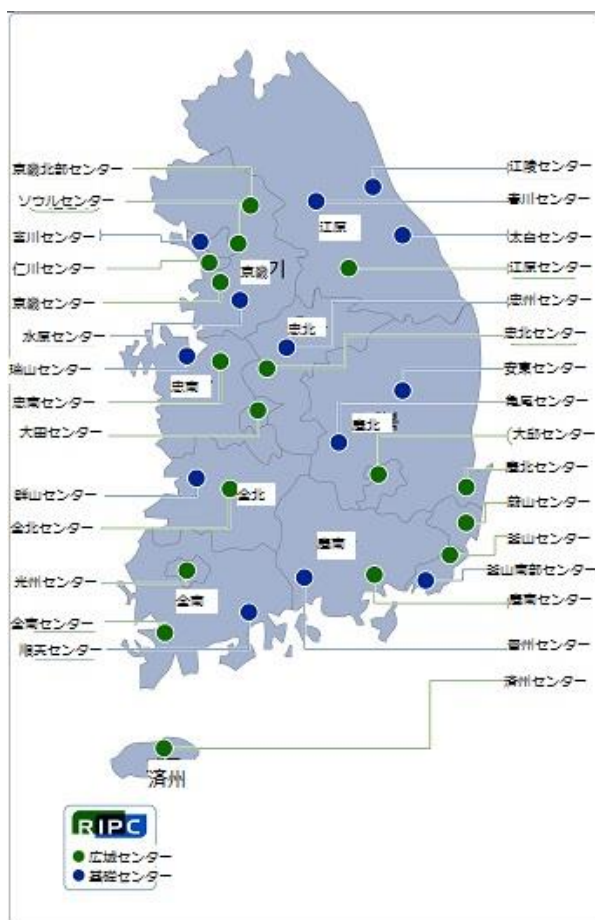 京畿北部センター
ソウルセンター
富川センター
仁川センター
京畿センター
水原センター
瑞山センター
忠南センター
大田センター
群山センター
全北センター
光州センター
全南センター
順天センター
江陵センター
春川センター
太白センター
江原センター
忠州センター
忠北センター
安東センター
亀尾センター
大邱センター
慶北センター
蔚山センター
釜山センター
釜山南部センター
慶南センター
晋州センター
済州センター
江原
京畿기
忠北
忠南
慶北
全北
慶南
全南
済州
RIPC
広域センター
基礎センター